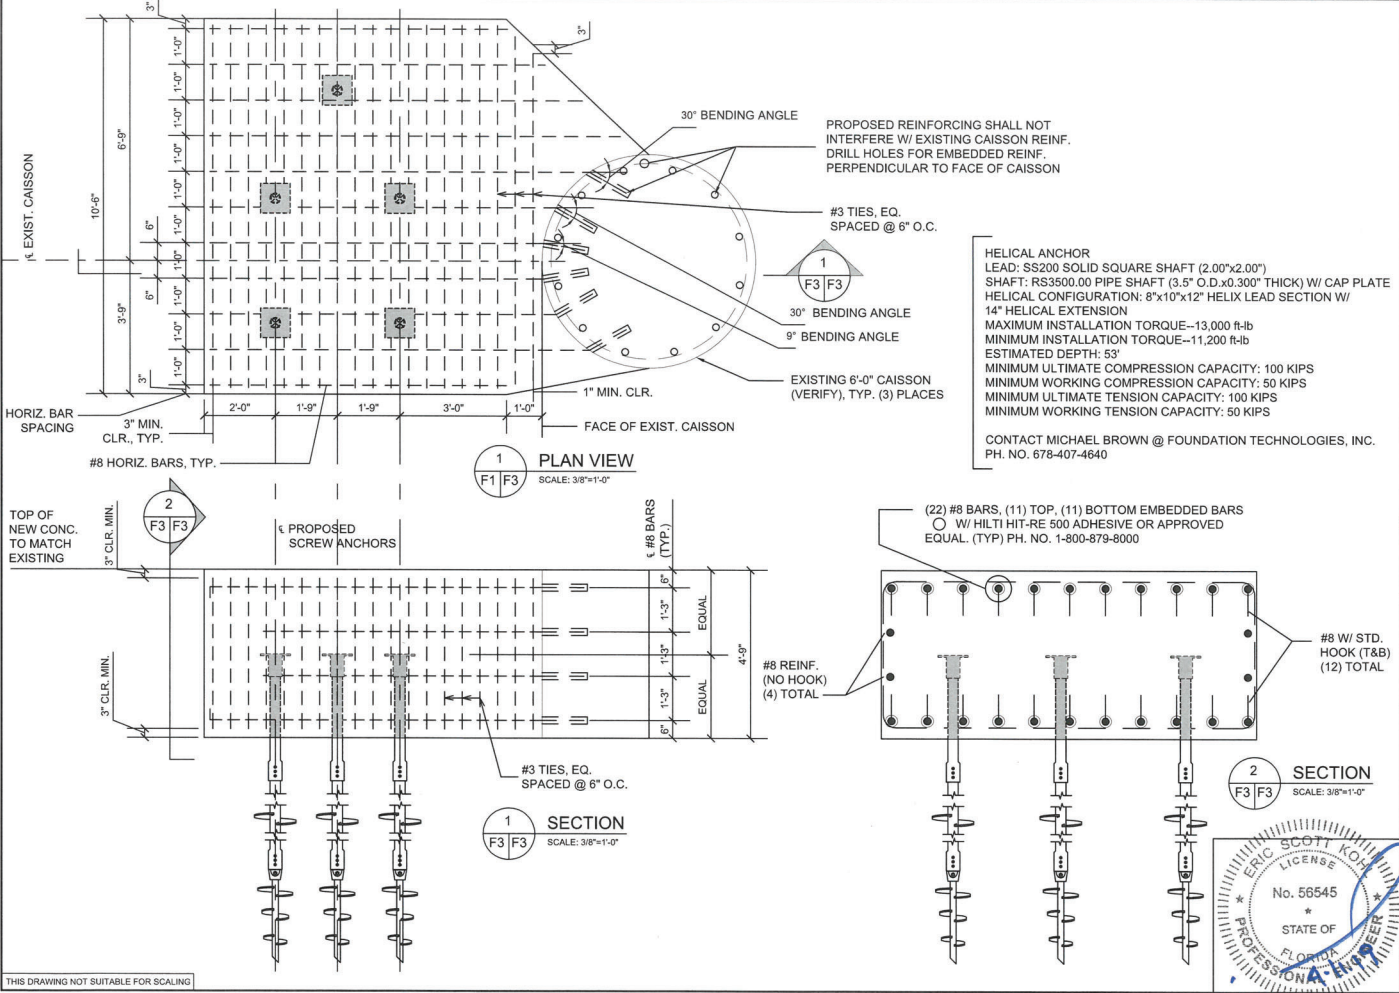 3"
3"
1'-0"
1'-0"
1'-0"
1'-0"
1'-0"
1'-0"
1'-0"
1'-0"
1'-0"
1'-0"
3"
6"
6"
6'-9"
3'-9"
10'-6"
℄ EXIST. CAISSON
30° BENDING ANGLE
PROPOSED REINFORCING SHALL NOT
INTERFERE W/ EXISTING CAISSON REINF.
DRILL HOLES FOR EMBEDDED REINF.
PERPENDICULAR TO FACE OF CAISSON
#3 TIES, EQ.
SPACED @ 6" O.C.
1
F3 F3
30° BENDING ANGLE
9° BENDING ANGLE
EXISTING 6'-0" CAISSON
(VERIFY), TYP. (3) PLACES
HELICAL ANCHOR
LEAD: SS200 SOLID SQUARE SHAFT (2.00"x2.00")
SHAFT: RS3500.00 PIPE SHAFT (3.5" O.D.x0.300" THICK) W/ CAP PLATE
HELICAL CONFIGURATION: 8"x10"x12" HELIX LEAD SECTION W/
14" HELICAL EXTENSION
MAXIMUM INSTALLATION TORQUE--13,000 ft-lb
MINIMUM INSTALLATION TORQUE--11,200 ft-lb
ESTIMATED DEPTH: 53'
MINIMUM ULTIMATE COMPRESSION CAPACITY: 100 KIPS
MINIMUM WORKING COMPRESSION CAPACITY: 50 KIPS
MINIMUM ULTIMATE TENSION CAPACITY: 100 KIPS
MINIMUM WORKING TENSION CAPACITY: 50 KIPS
CONTACT MICHAEL BROWN @ FOUNDATION TECHNOLOGIES, INC.
PH. NO. 678-407-4640
HORIZ. BAR
SPACING
3" MIN.
CLR., TYP.
2'-0"
1'-9"
1'-9"
3'-0"
1'-0"
1" MIN. CLR.
FACE OF EXIST. CAISSON
#8 HORIZ. BARS, TYP.
1
F1 F3
PLAN VIEW
SCALE: 3/8"=1'-0"
TOP OF
NEW CONC.
TO MATCH
EXISTING
3" CLR. MIN.
2
F3 F3
℄ PROPOSED
SCREW ANCHORS
℄ #8 BARS
(TYP.)
6"
1'-3"
1'-3"
1'-3"
6"
EQUAL
EQUAL
4'-9"
3" CLR. MIN.
#3 TIES, EQ.
SPACED @ 6" O.C.
1
F3 F3
SECTION
SCALE: 3/8"=1'-0"
(22) #8 BARS, (11) TOP, (11) BOTTOM EMBEDDED BARS
W/ HILTI HIT-RE 500 ADHESIVE OR APPROVED
EQUAL. (TYP) PH. NO. 1-800-879-8000
#8 REINF.
(NO HOOK)
(4) TOTAL
#8 W/ STD.
HOOK (T&B)
(12) TOTAL
2
F3 F3
SECTION
SCALE: 3/8"=1'-0"
ERIC SCOTT
LICENSE
No. 56545
STATE OF
FLORIDA
PROFESSIONAL ENGINEER
THIS DRAWING NOT SUITABLE FOR SCALING